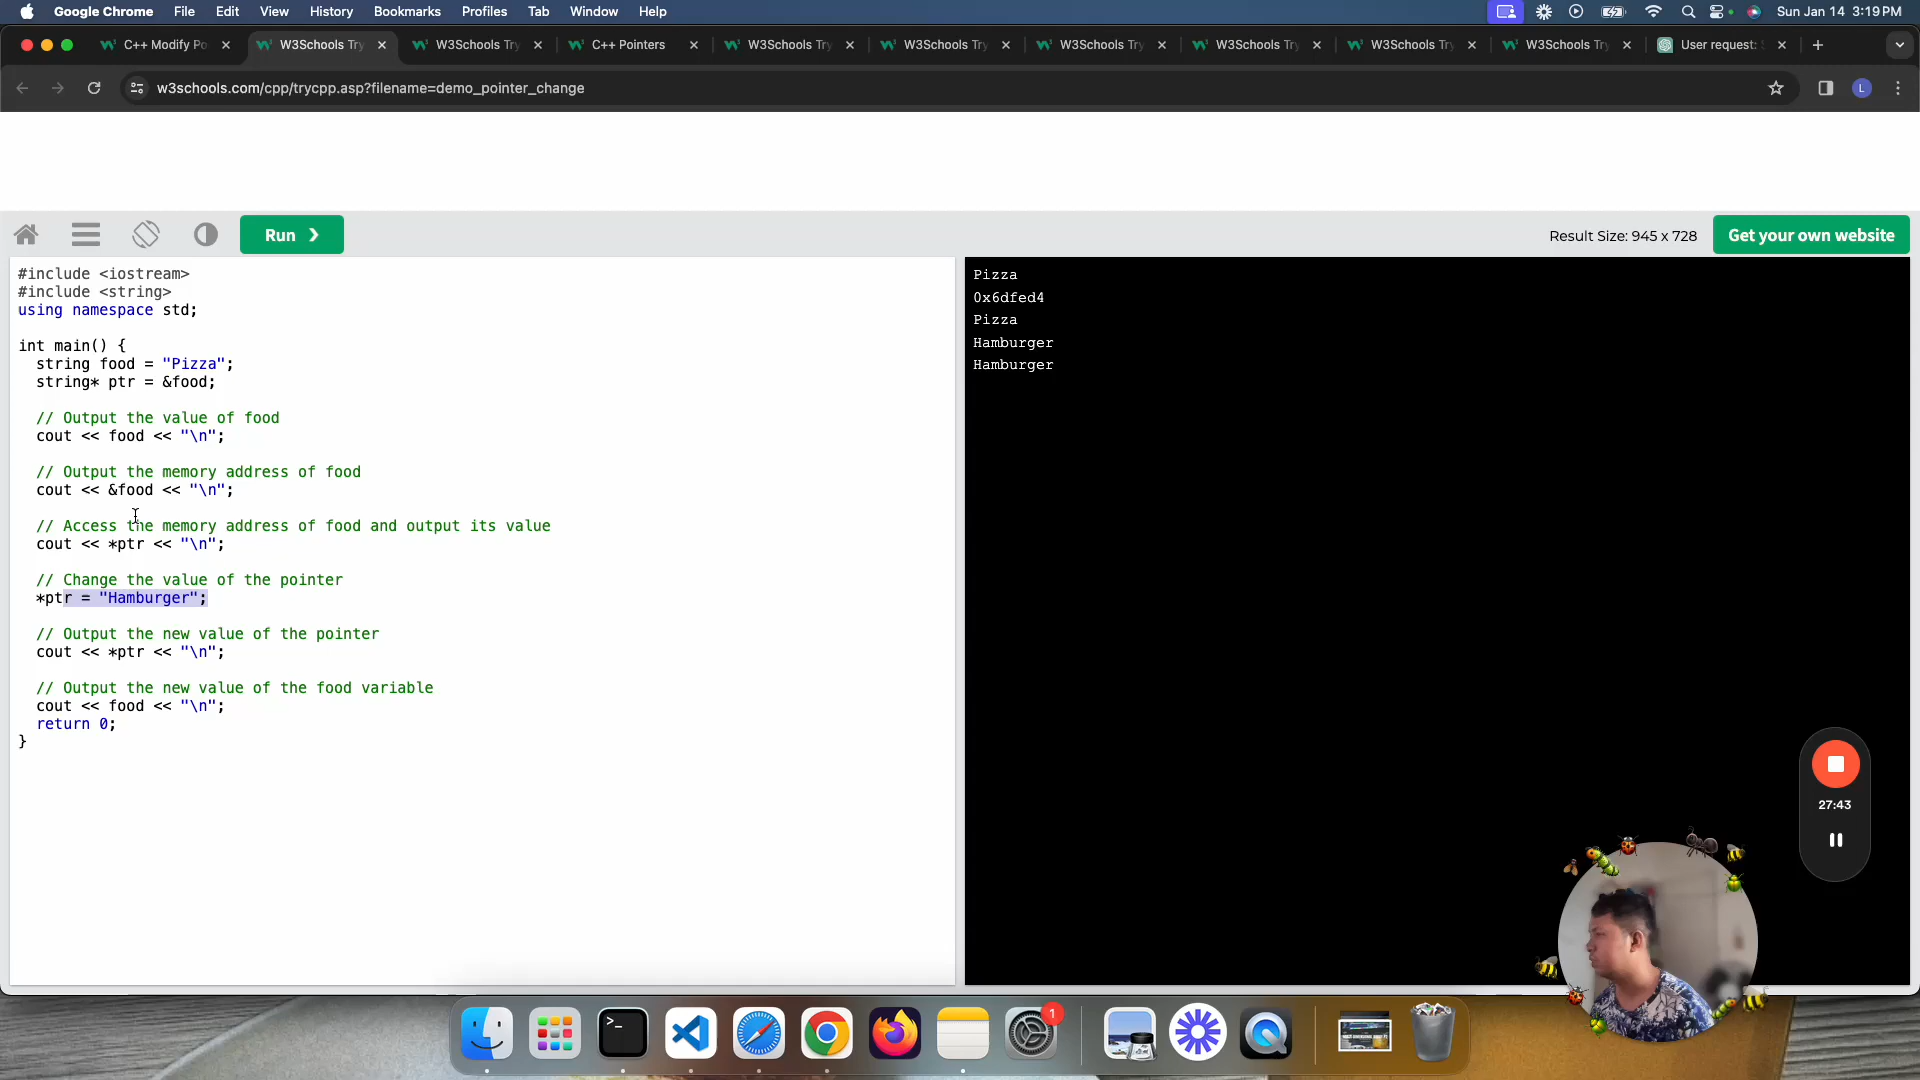 Google Chrome File Edit View History Bookmarks Profiles Tab Window Help Sun Jan 14 3:19 PM
C++ Modify Po W3Schools Try W3Schools Try C++ Pointers W3Schools Try W3Schools Try W3Schools Try W3Schools Try W3Schools Try W3Schools Try User request:
w3schools.com/cpp/trycpp.asp?filename=demo_pointer_change L
Run ❯ Result Size: 945 x 728 Get your own website
#include <iostream>
#include <string>
using namespace std;
int main() {
string food = "Pizza";
string* ptr = &food;
// Output the value of food
cout << food << "\n";
// Output the memory address of food
cout << &food << "\n";
// Access the memory address of food and output its value
cout << *ptr << "\n";
// Change the value of the pointer
*ptr = "Hamburger";
// Output the new value of the pointer
cout << *ptr << "\n";
// Output the new value of the food variable
cout << food << "\n";
return 0;
}
Pizza
0x6dfed4
Pizza
Hamburger
Hamburger
27:43
1